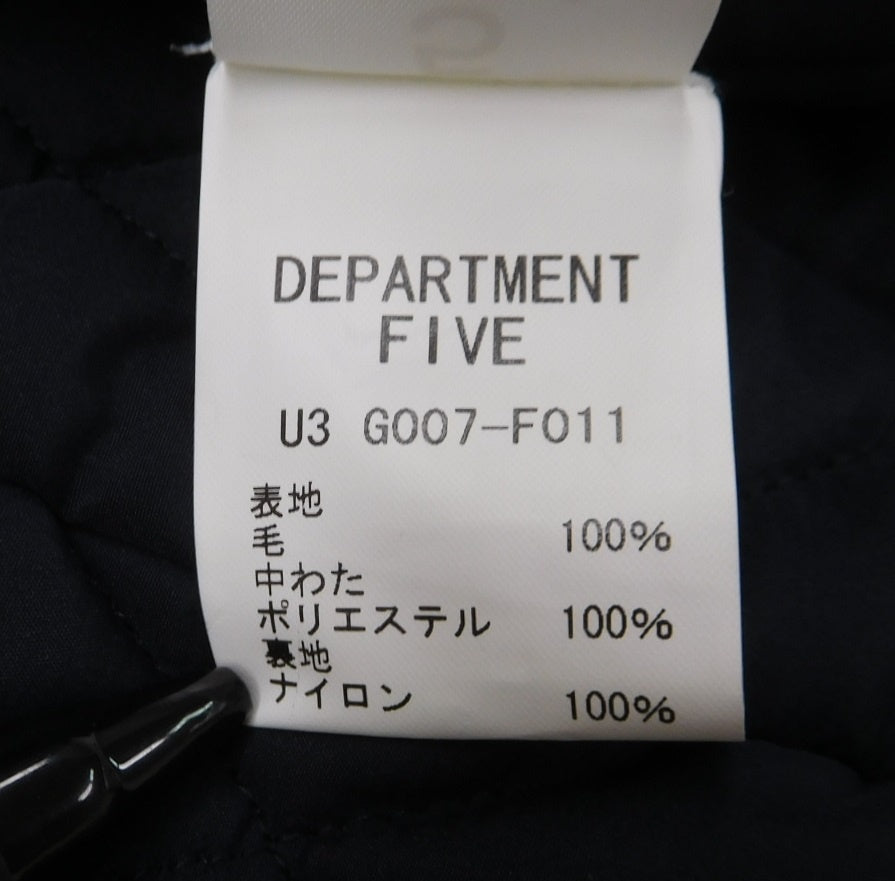 DEPARTMENT
FIVE
U3 G007-F011
表地
毛 100%
中わた
ポリエステル 100%
裏地
ナイロン 100%